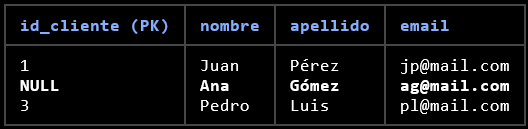 id_cliente (PK) nombre apellido email
1 Juan Pérez jp@mail.com
NULL Ana Gómez ag@mail.com
3 Pedro Luis pl@mail.com